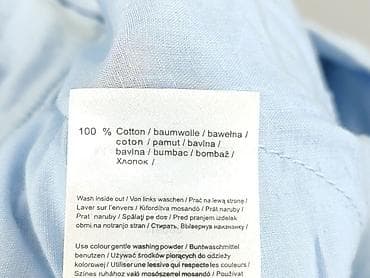 100 % Cotton / baumwolle / bawełna /
coton / pamut / bavlna /
bavlna / bumbac / bombaž /
Хлопок /
Wash inside out / Von links waschen / Prać na lewą stronę /
Laver sur l'envers / Kifordítva mosandó / Prat naruby /
Prať naruby / Spălați pe dos / Pred pranjem izdelek
obrni na notranjo stran / Стирать, вывернув наизнанку /
Use colour gentle washing powder / Buntwaschmittel
benutzen / Używać środków piorących do odzieży
kolorowej / Utiliser une lessive qui respecte les couleurs /
Színes ruhához való mosószerrel mosandó / Používat